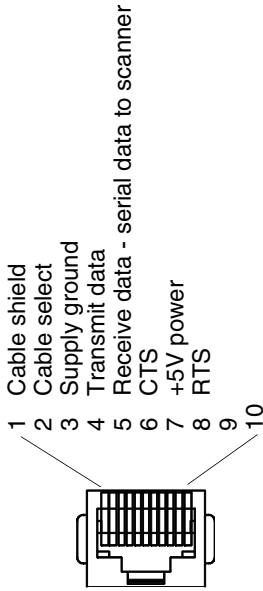 1 Cable shield
2 Cable select
3 Supply ground
4 Transmit data
5 Receive data - serial data to scanner
6 CTS
7 +5V power
8 RTS
9
10